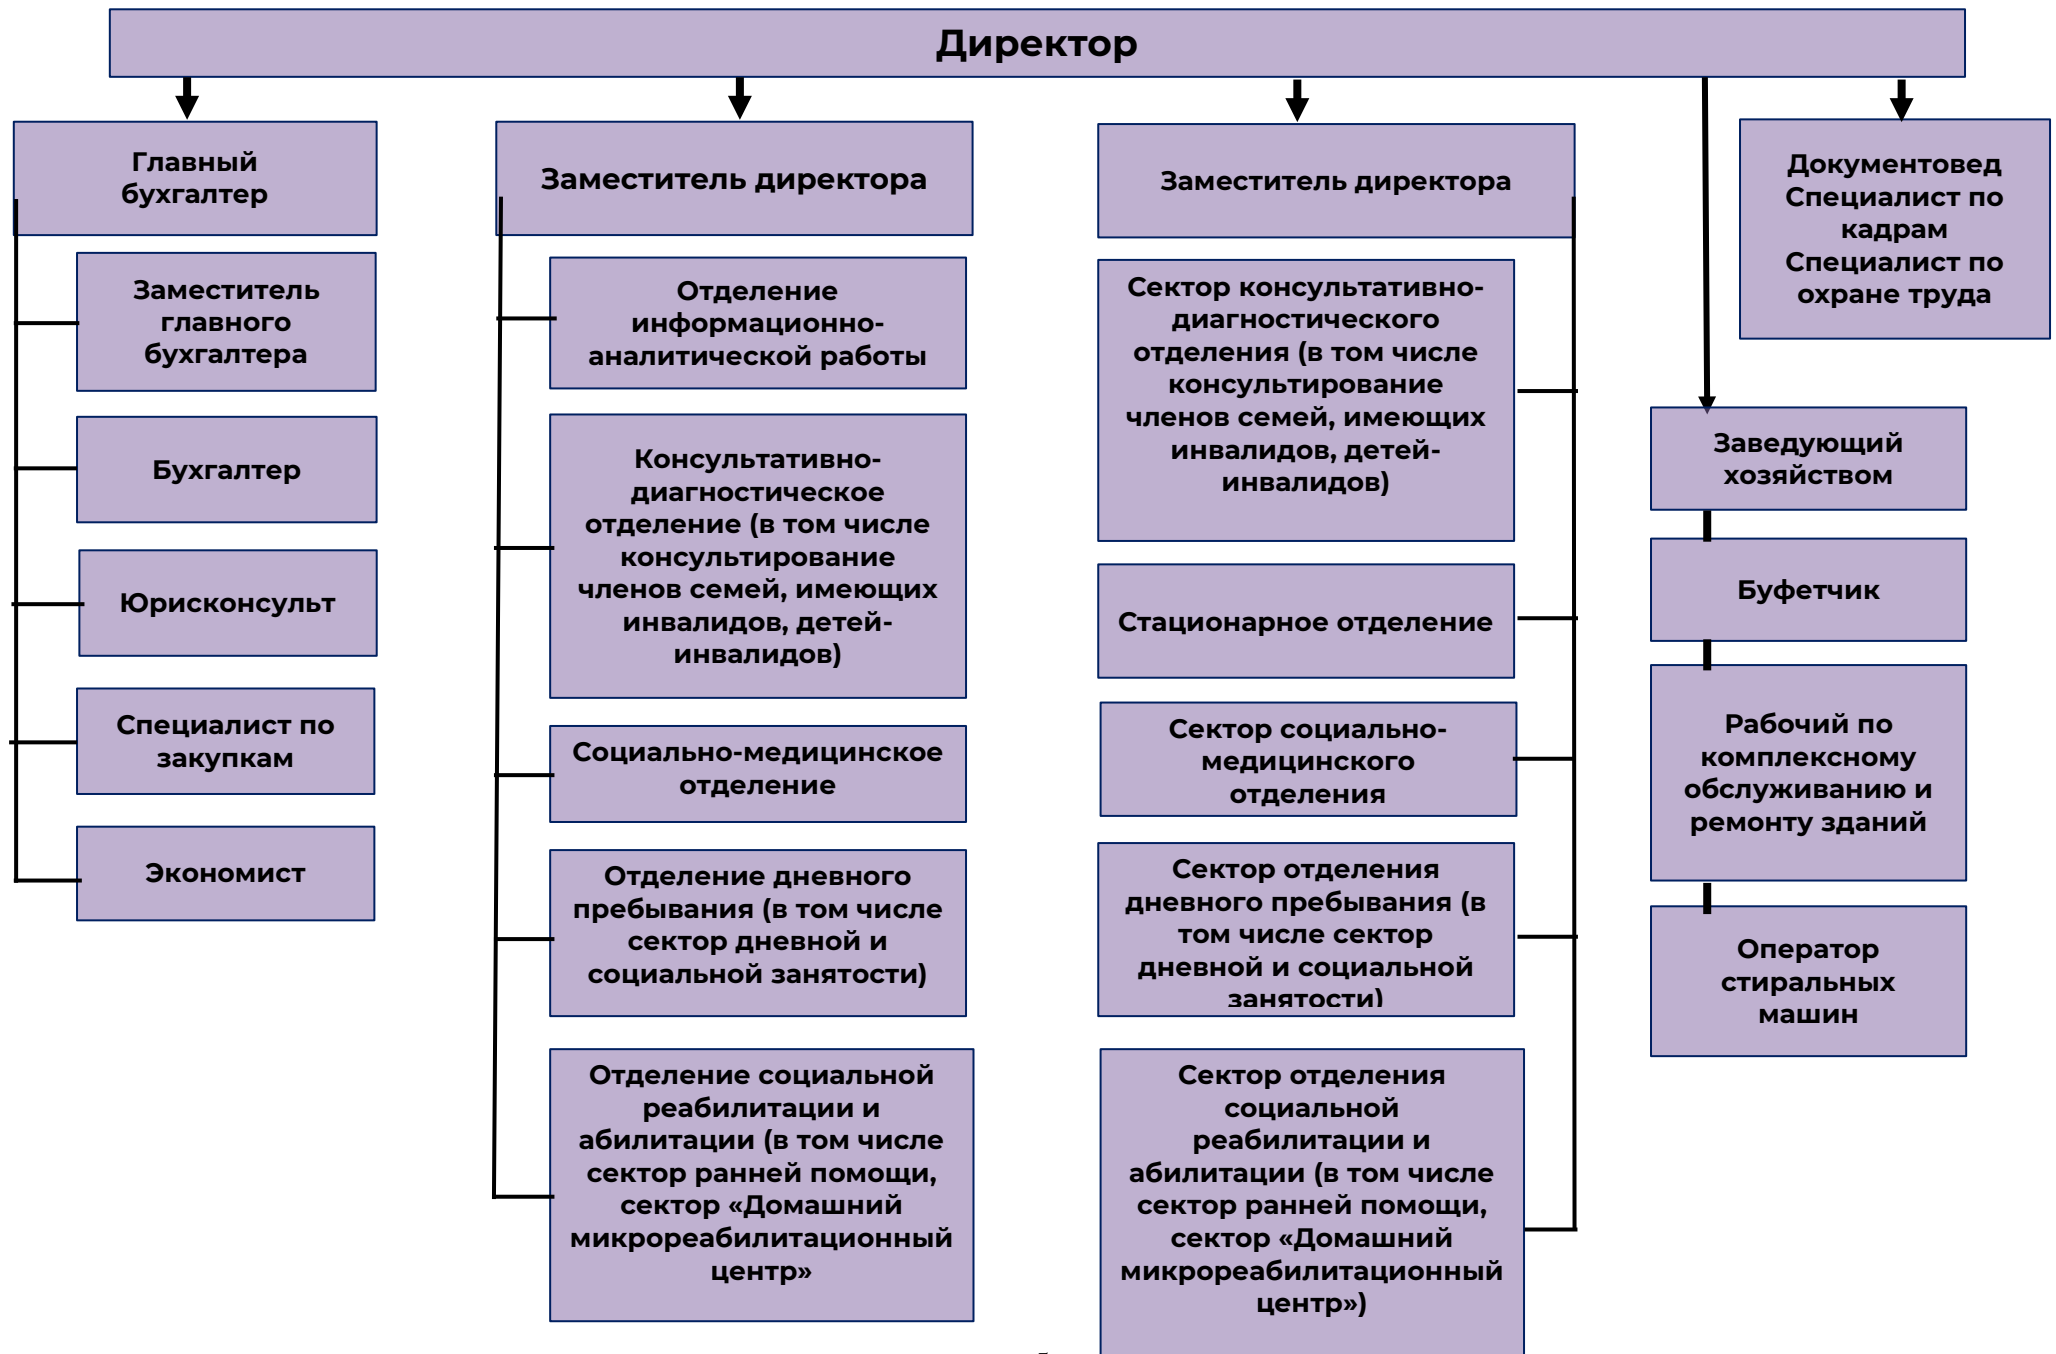 Директор
Главный
бухгалтер
Заместитель
главного
бухгалтера
Бухгалтер
Юрисконсульт
Специалист по
закупкам
Экономист
Заместитель директора
Отделение
информационно-
аналитической работы
Консультативно-
диагностическое
отделение (в том числе
консультирование
членов семей, имеющих
инвалидов, детей-
инвалидов)
Социально-медицинское
отделение
Отделение дневного
пребывания (в том числе
сектор дневной и
социальной занятости)
Отделение социальной
реабилитации и
абилитации (в том числе
сектор ранней помощи,
сектор «Домашний
микрореабилитационный
центр»
Заместитель директора
Сектор консультативно-
диагностического
отделения (в том числе
консультирование
членов семей, имеющих
инвалидов, детей-
инвалидов)
Стационарное отделение
Сектор социально-
медицинского
отделения
Сектор отделения
дневного пребывания (в
том числе сектор
дневной и социальной
занятости)
Сектор отделения
социальной
реабилитации и
абилитации (в том числе
сектор ранней помощи,
сектор «Домашний
микрореабилитационный
центр»)
Заведующий
хозяйством
Буфетчик
Рабочий по
комплексному
обслуживанию и
ремонту зданий
Оператор
стиральных
машин
Документовед
Специалист по
кадрам
Специалист по
охране труда